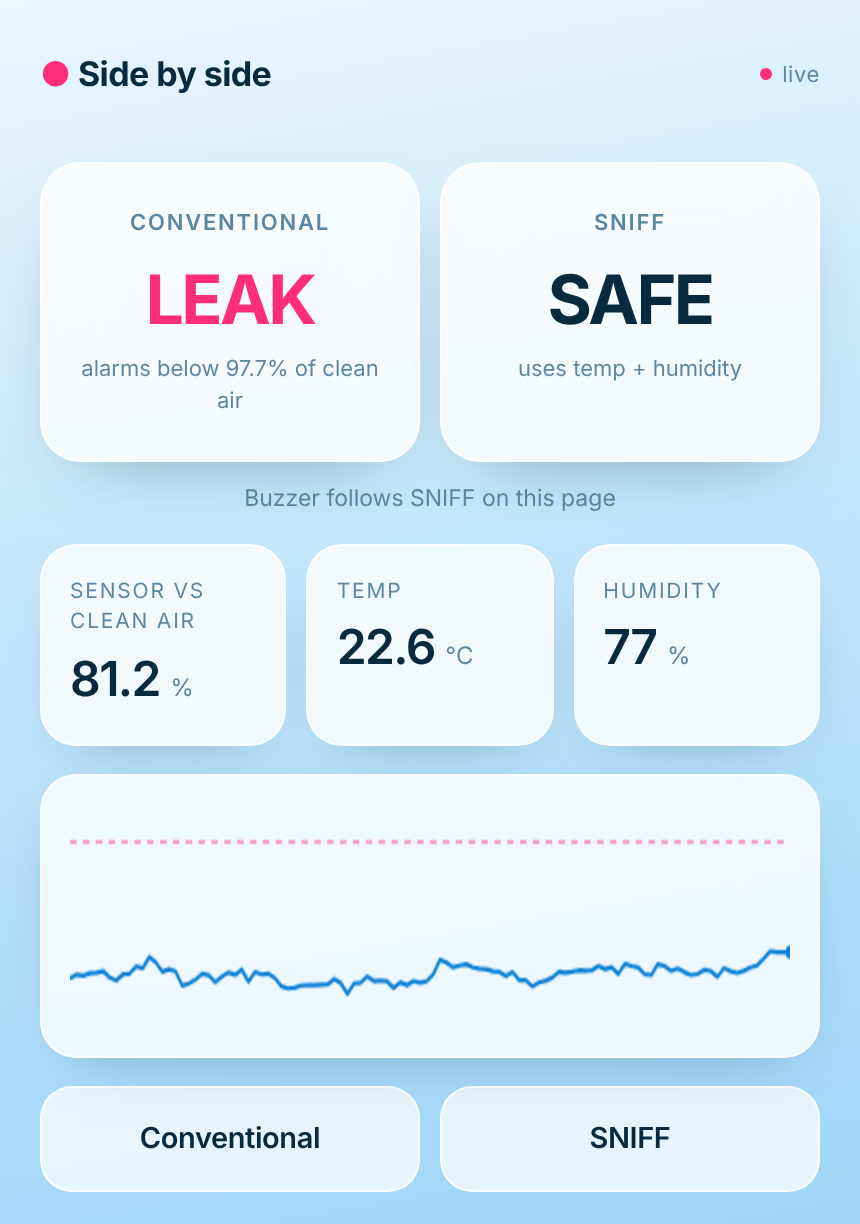 Side by side
live
CONVENTIONAL
LEAK
alarms below 97.7% of clean
air
SNIFF
SAFE
uses temp + humidity
Buzzer follows SNIFF on this page
SENSOR VS
CLEAN AIR
81.2 %
TEMP
22.6 °C
HUMIDITY
77 %
Conventional
SNIFF